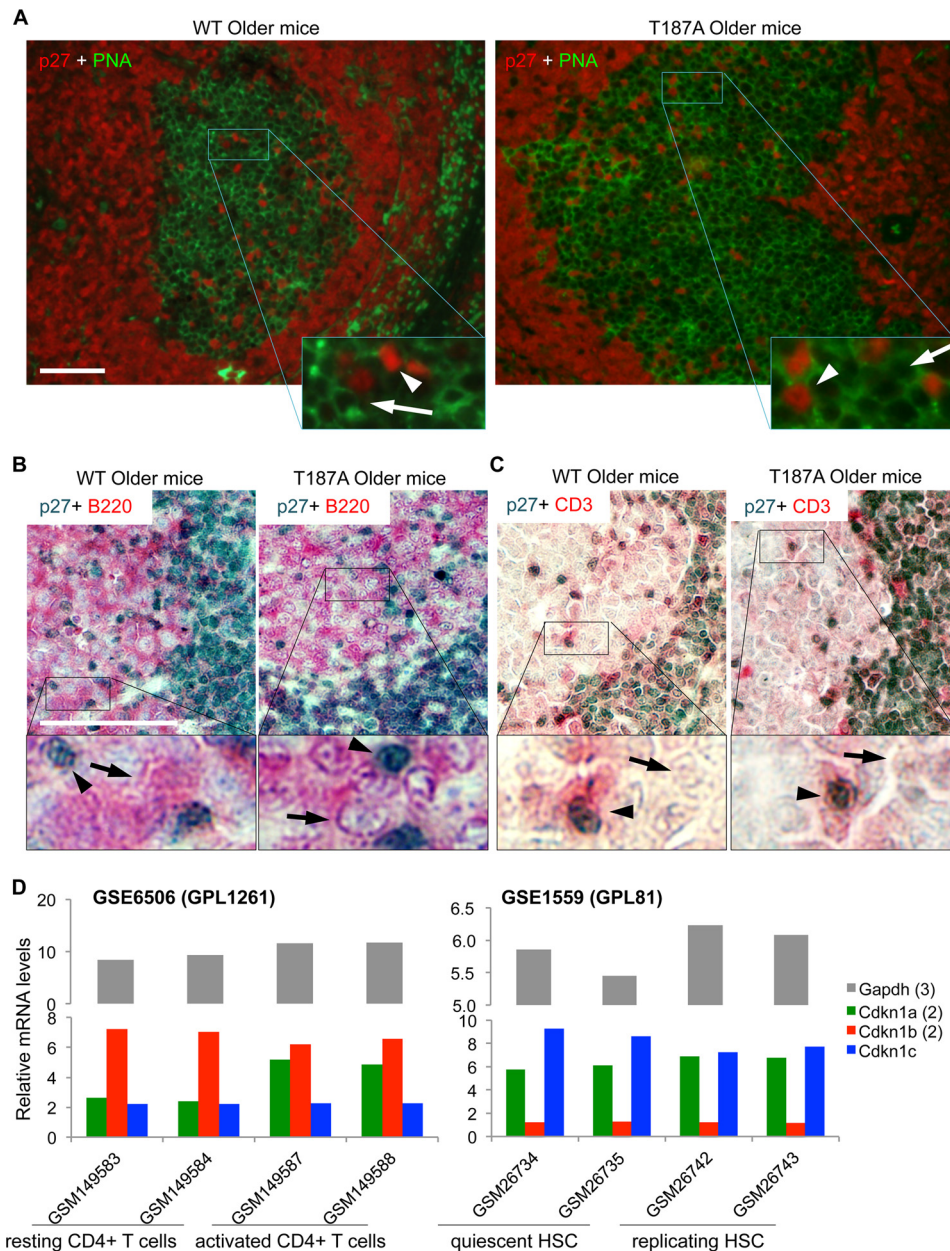 A
WT Older mice
T187A Older mice
p27 + PNA
p27 + PNA
B
WT Older mice
T187A Older mice
p27+ B220
p27+ B220
C
WT Older mice
T187A Older mice
p27+ CD3
p27+ CD3
D
GSE6506 (GPL1261)
GSE1559 (GPL81)
Relative mRNA levels
20
10
0
8
6
4
2
0
6.5
6.0
5.5
5.0
10
8
6
4
2
0
Gapdh (3)
Cdkn1a (2)
Cdkn1b (2)
Cdkn1c
GSM149583
GSM149584
GSM149587
GSM149588
GSM26734
GSM26735
GSM26742
GSM26743
resting CD4+ T cells
activated CD4+ T cells
quiescent HSC
replicating HSC